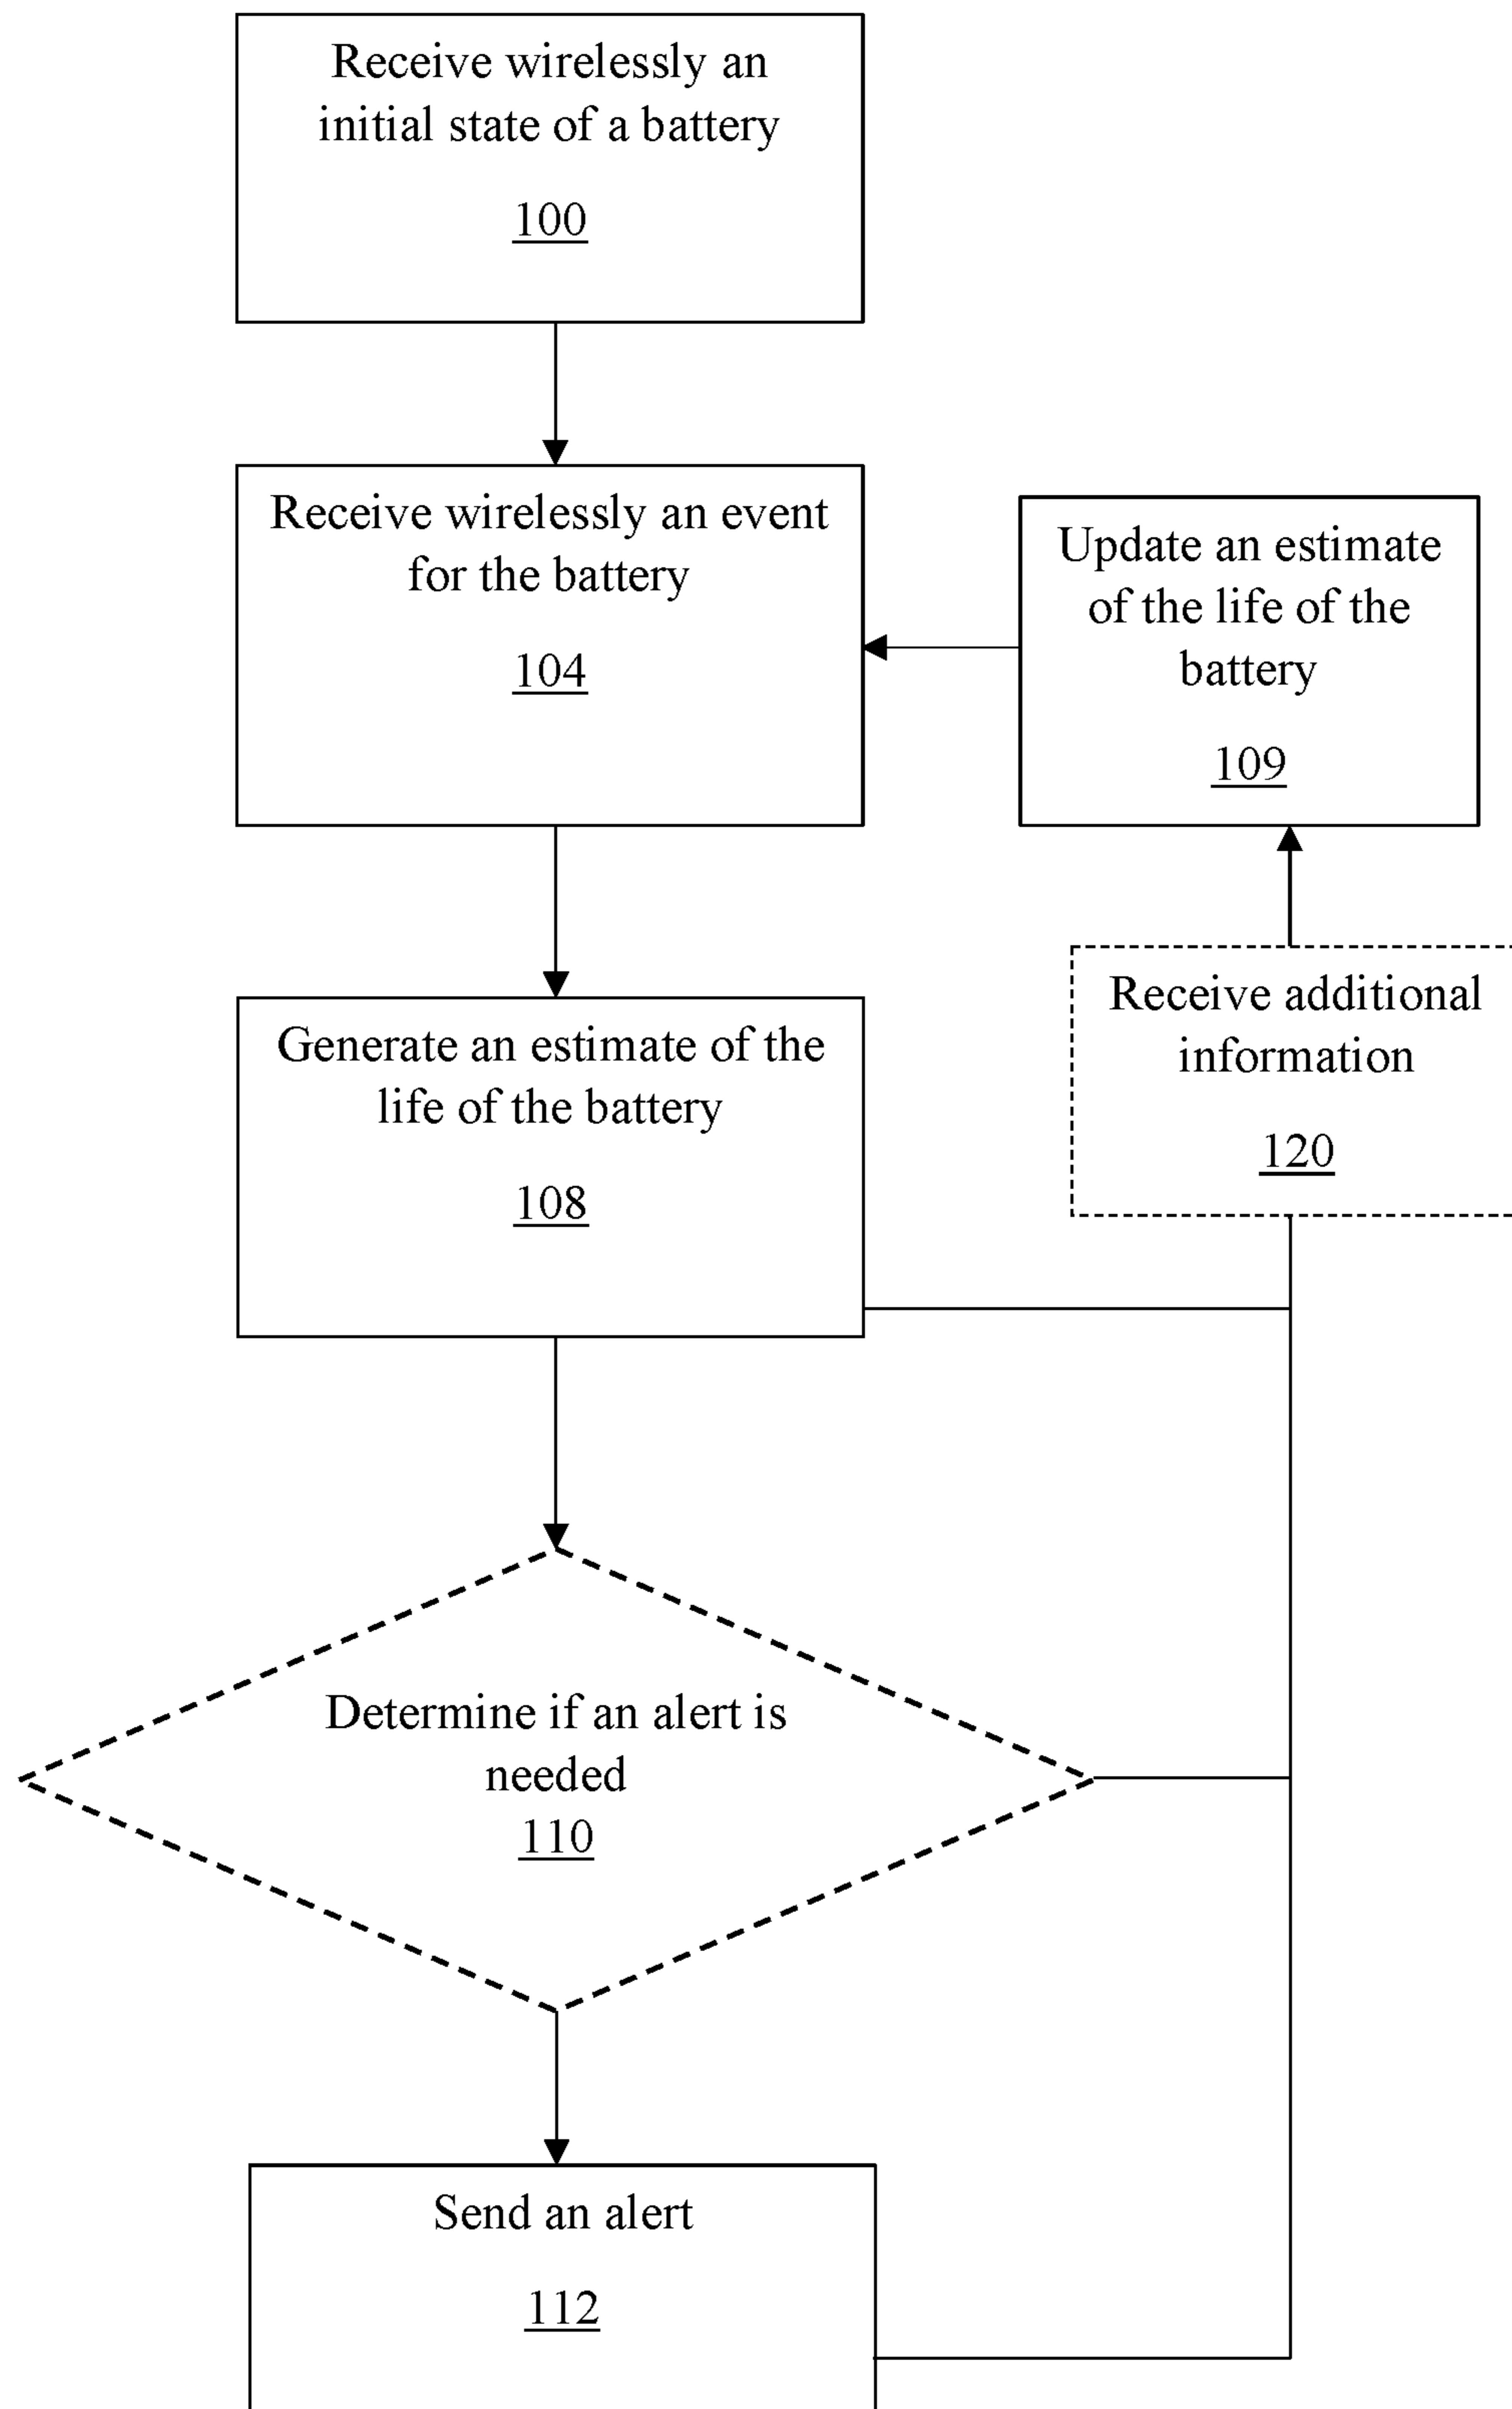 Receive wirelessly an
initial state of a battery
100
Receive wirelessly an event
for the battery
104
Update an estimate
of the life of the
battery
109
Generate an estimate of the
life of the battery
108
Receive additional
information
120
Determine if an alert is
needed
110
Send an alert
112